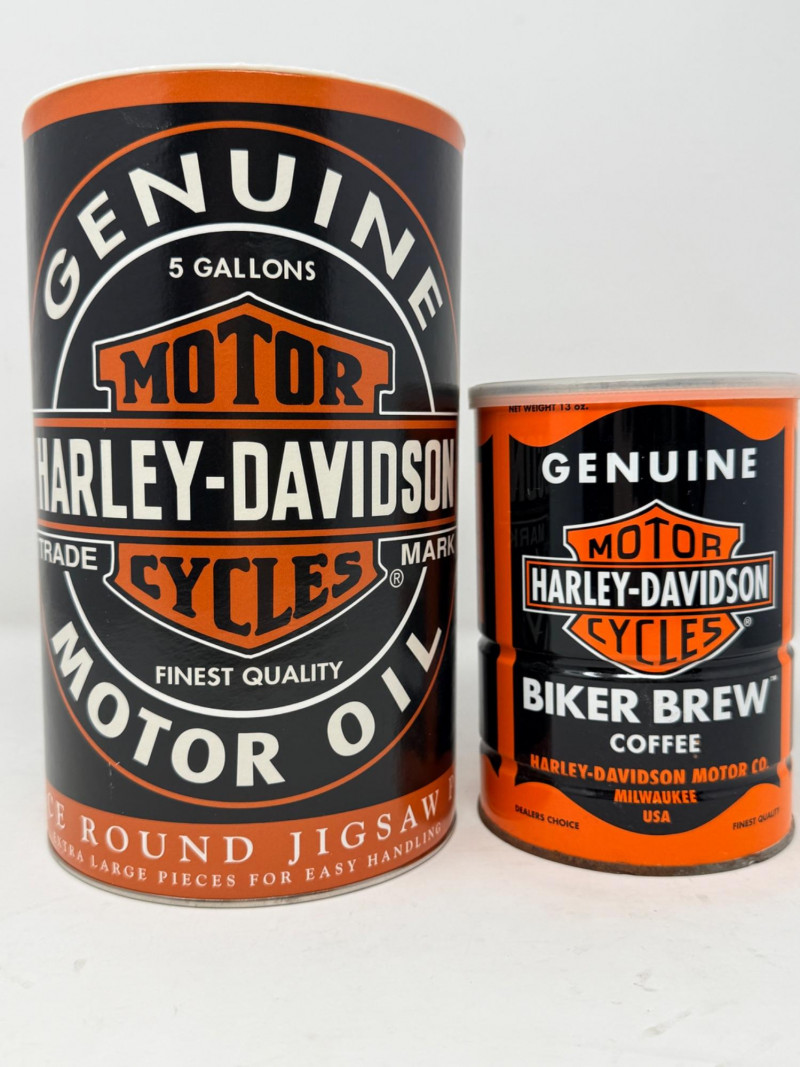 GENUINE
5 GALLONS
MOTOR
HARLEY-DAVIDSON
TRADE MARK
CYCLES ®
FINEST QUALITY
MOTOR OIL
ROUND JIGSAW
EXTRA LARGE PIECES FOR EASY HANDLING
NET WEIGHT 13 oz.
GENUINE
MOTOR
HARLEY-DAVIDSON
CYCLES ®
BIKER BREW™
COFFEE
HARLEY-DAVIDSON MOTOR CO.
MILWAUKEE
USA
DEALERS CHOICE
FINEST QUALITY